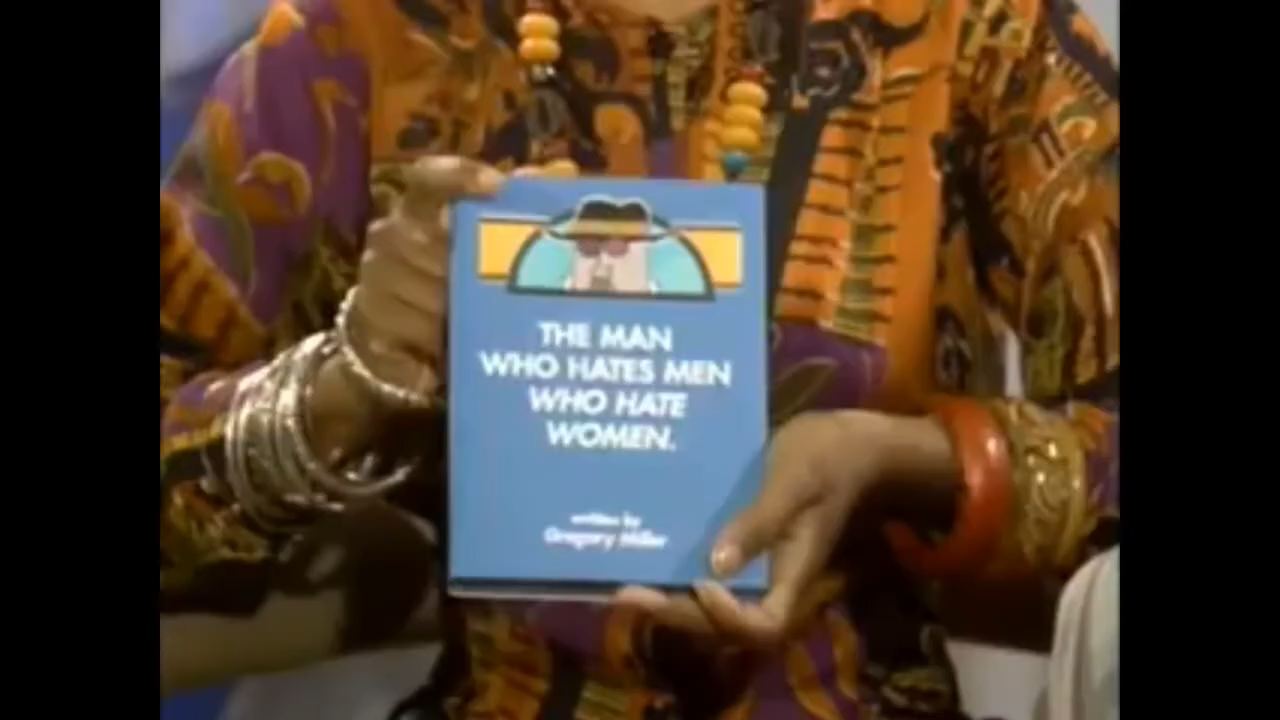 THE MAN
WHO HATES MEN
WHO HATE
WOMEN.
written by
Gregory Miller